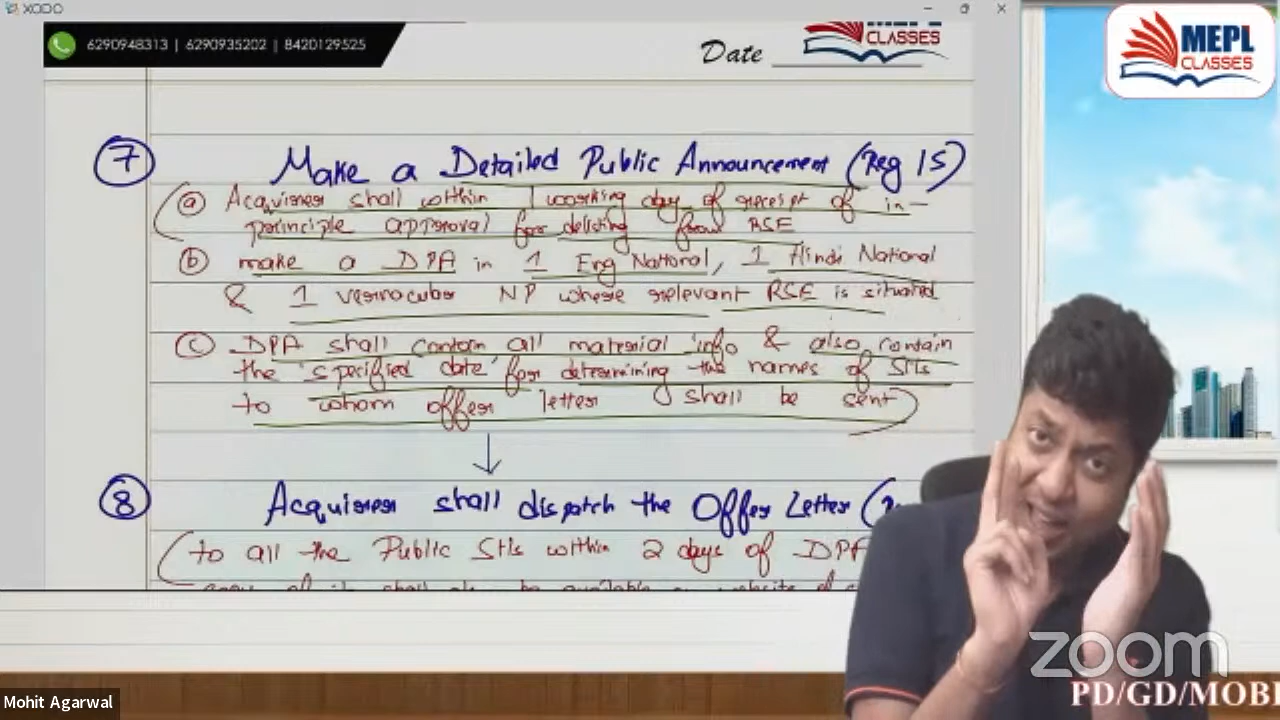 XODO
6290948313 | 6290935202 | 8420129525
Date
MEPL
CLASSES
MEPL
CLASSES
7 Make a Detailed Public Announcement (Reg 15)
a Acquirer shall within 1 working day of receipt of in-
principle approval for delisting from RSE
b make a DPA in 1 Eng National, 1 Hindi National
& 1 vernacular NP where relevant RSE is situated
c DPA shall contain all material info & also contain
the 'specified date' for determining the names of SHs
to whom offer letter shall be sent
8 Acquirer shall dispatch the Offer Letter
to all the Public SHs within 2 days of DPA
zoom
Mohit Agarwal
PD/GD/MOBI